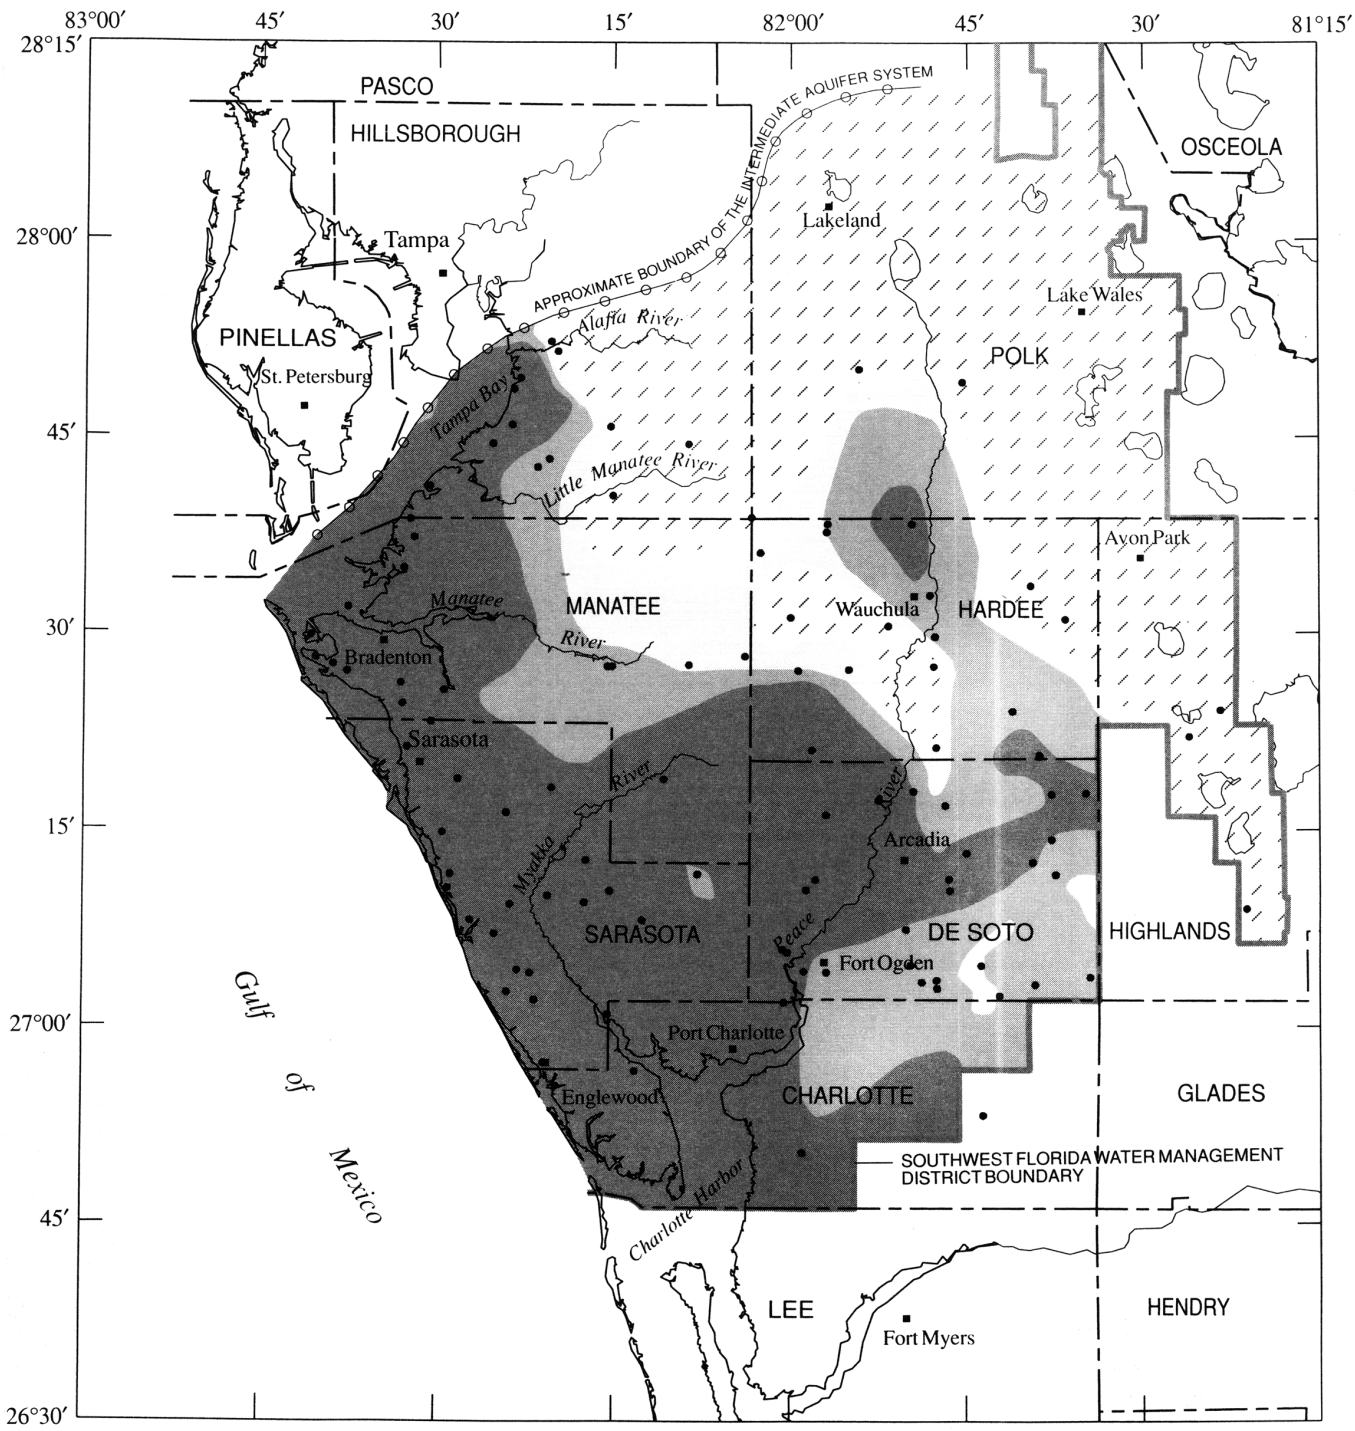 83°00′ 45′ 30′ 15′ 82°00′ 45′ 30′ 81°15′
28°15′
PASCO
HILLSBOROUGH
APPROXIMATE BOUNDARY OF THE INTERMEDIATE AQUIFER SYSTEM
OSCEOLA
Lakeland
28°00′
Tampa
Lake Wales
Alafia River
PINELLAS
POLK
St. Petersburg
Tampa Bay
45′
Little Manatee River
Avon Park
Manatee
River
MANATEE
Wauchula
HARDEE
30′
Bradenton
Sarasota
River
River
15′
Arcadia
Myakka
Peace
SARASOTA
DE SOTO
HIGHLANDS
Fort Ogden
Gulf
of
Mexico
27°00′
Port Charlotte
Englewood
CHARLOTTE
GLADES
SOUTHWEST FLORIDA WATER MANAGEMENT
DISTRICT BOUNDARY
Charlotte Harbor
45′
LEE
HENDRY
Fort Myers
26°30′